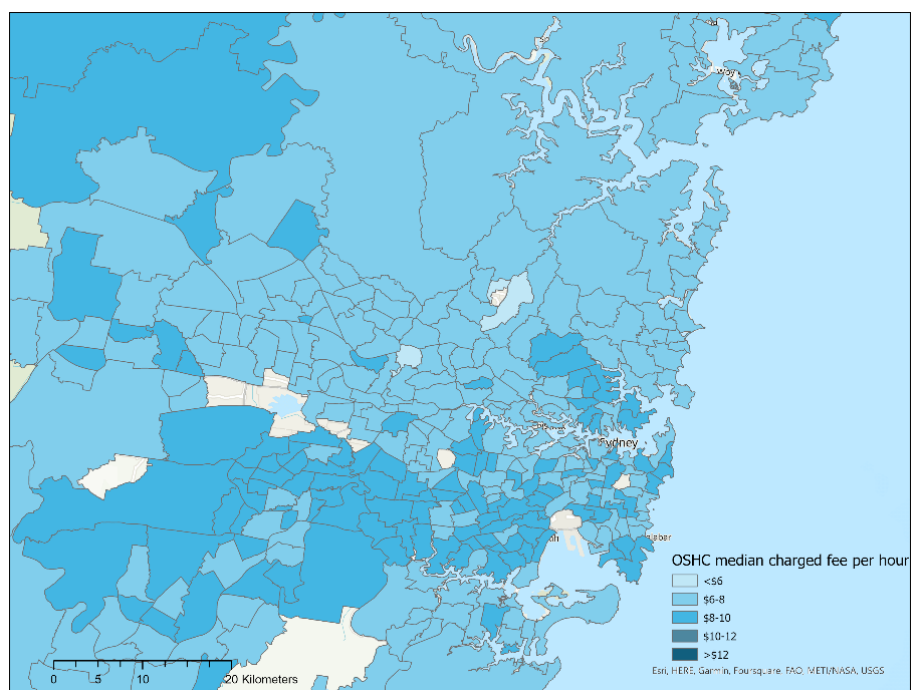 Sydney
OSHC median charged fee per hour
<$6
$6-8
$8-10
$10-12
>$12
0 5 10 20 Kilometers
Esri, HERE, Garmin, Foursquare, FAO, METI/NASA, USGS